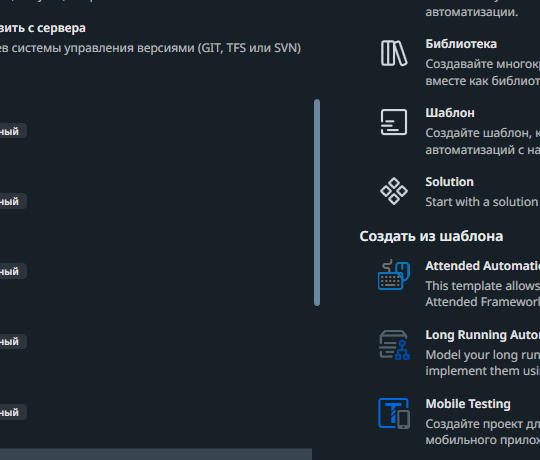 вить с сервера
ев системы управления версиями (GIT, TFS или SVN)
ный
ный
ный
ный
ный
автоматизации.
Библиотека
Создавайте многок
вместе как библиот
Шаблон
Создайте шаблон, к
автоматизаций с на
Solution
Start with a solution
Создать из шаблона
Attended Automati
This template allows
Attended Framework
Long Running Auto
Model your long run
implement them usi
Mobile Testing
Создайте проект дл
мобильного прилож